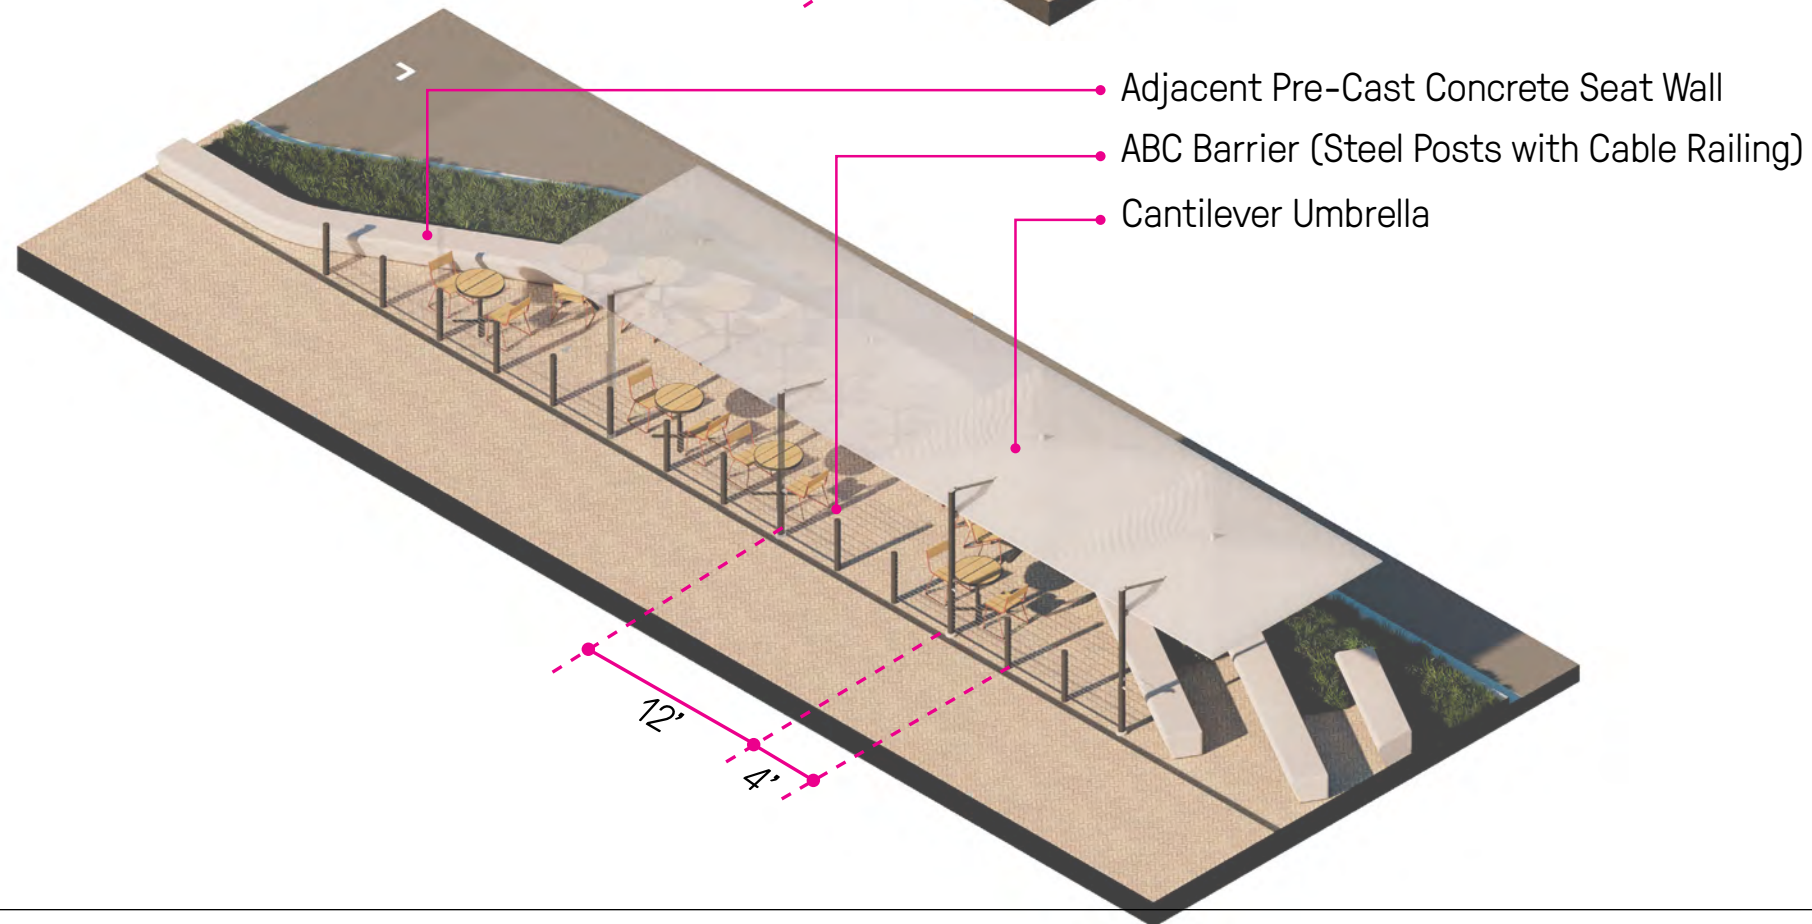 Adjacent Pre-Cast Concrete Seat Wall
ABC Barrier (Steel Posts with Cable Railing)
Cantilever Umbrella
12’
4’